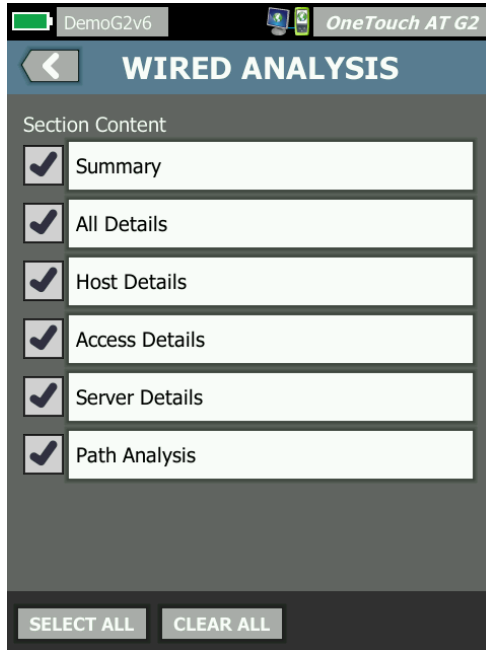 DemoG2v6
OneTouch AT G2
WIRED ANALYSIS
Section Content
Summary
All Details
Host Details
Access Details
Server Details
Path Analysis
SELECT ALL
CLEAR ALL